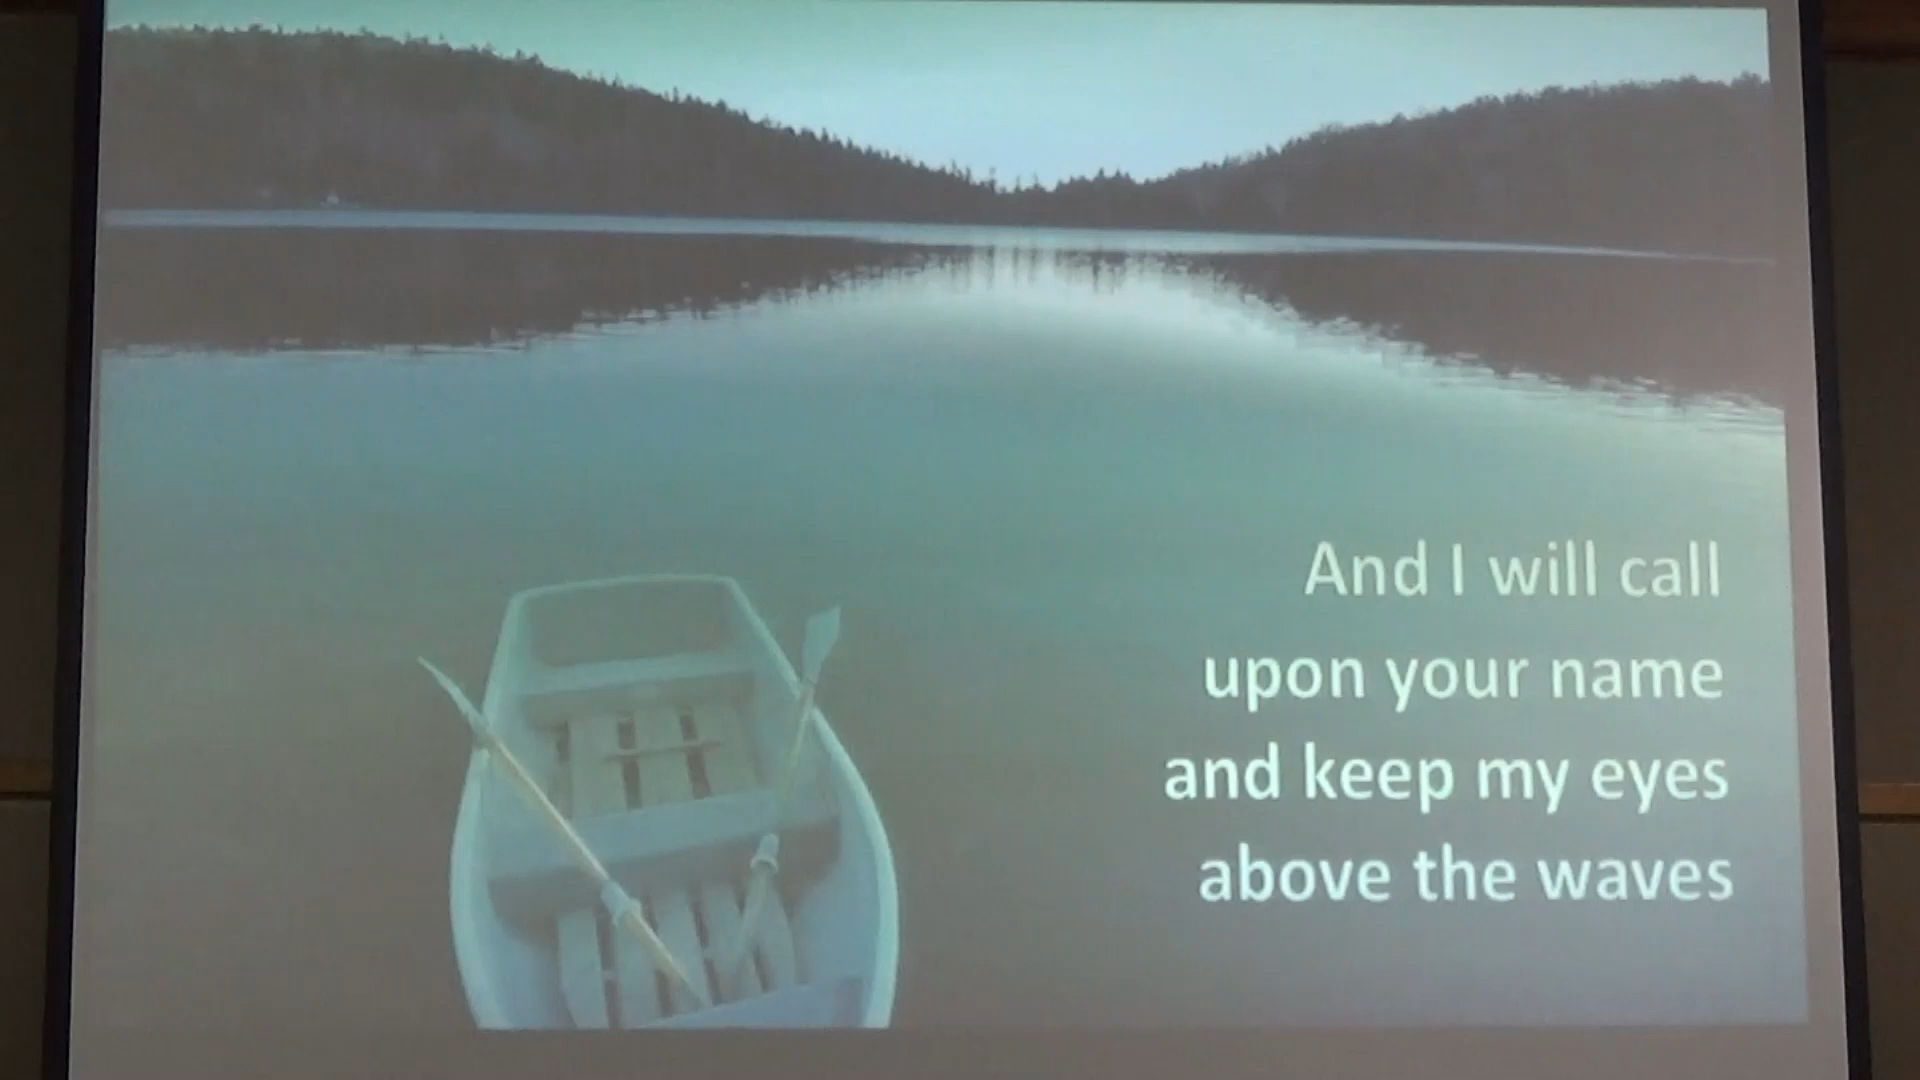 And I will call
upon your name
and keep my eyes
above the waves